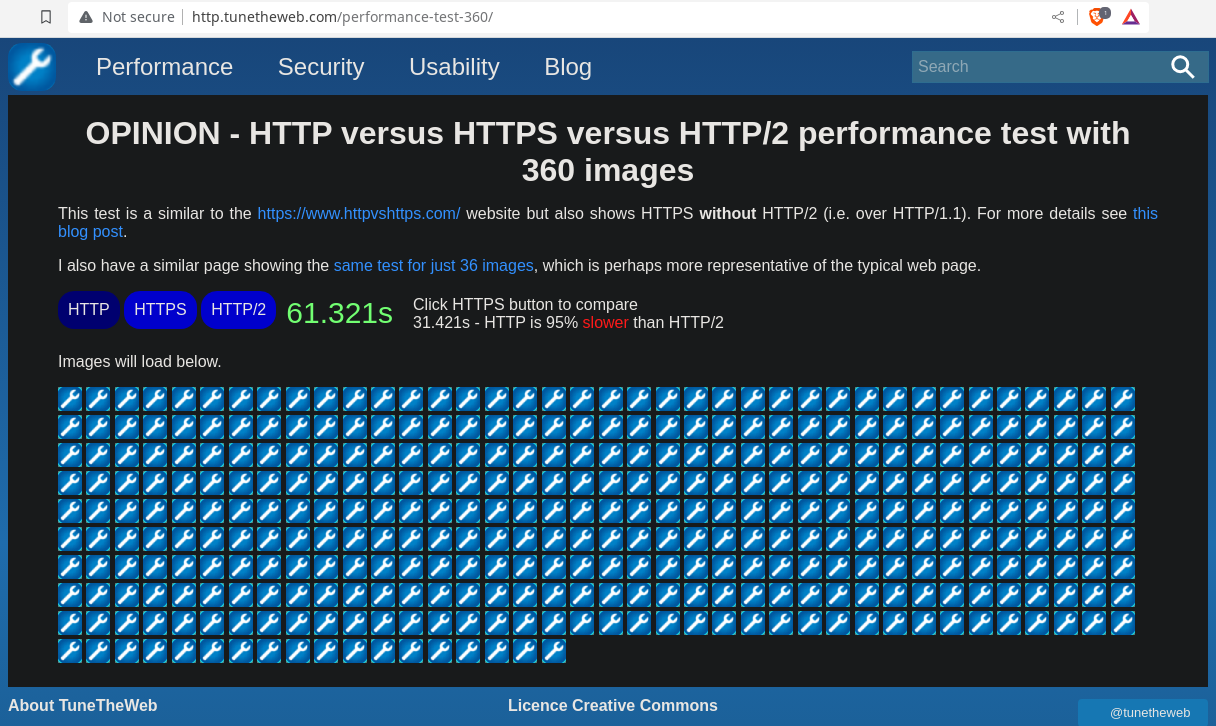 Not secure http.tunetheweb.com/performance-test-360/
Performance Security Usability Blog Search
OPINION - HTTP versus HTTPS versus HTTP/2 performance test with
360 images
This test is a similar to the https://www.httpvshttps.com/ website but also shows HTTPS without HTTP/2 (i.e. over HTTP/1.1). For more details see this
blog post.
I also have a similar page showing the same test for just 36 images, which is perhaps more representative of the typical web page.
HTTP HTTPS HTTP/2 61.321s
Click HTTPS button to compare
31.421s - HTTP is 95% slower than HTTP/2
Images will load below.
About TuneTheWeb Licence Creative Commons @tunetheweb